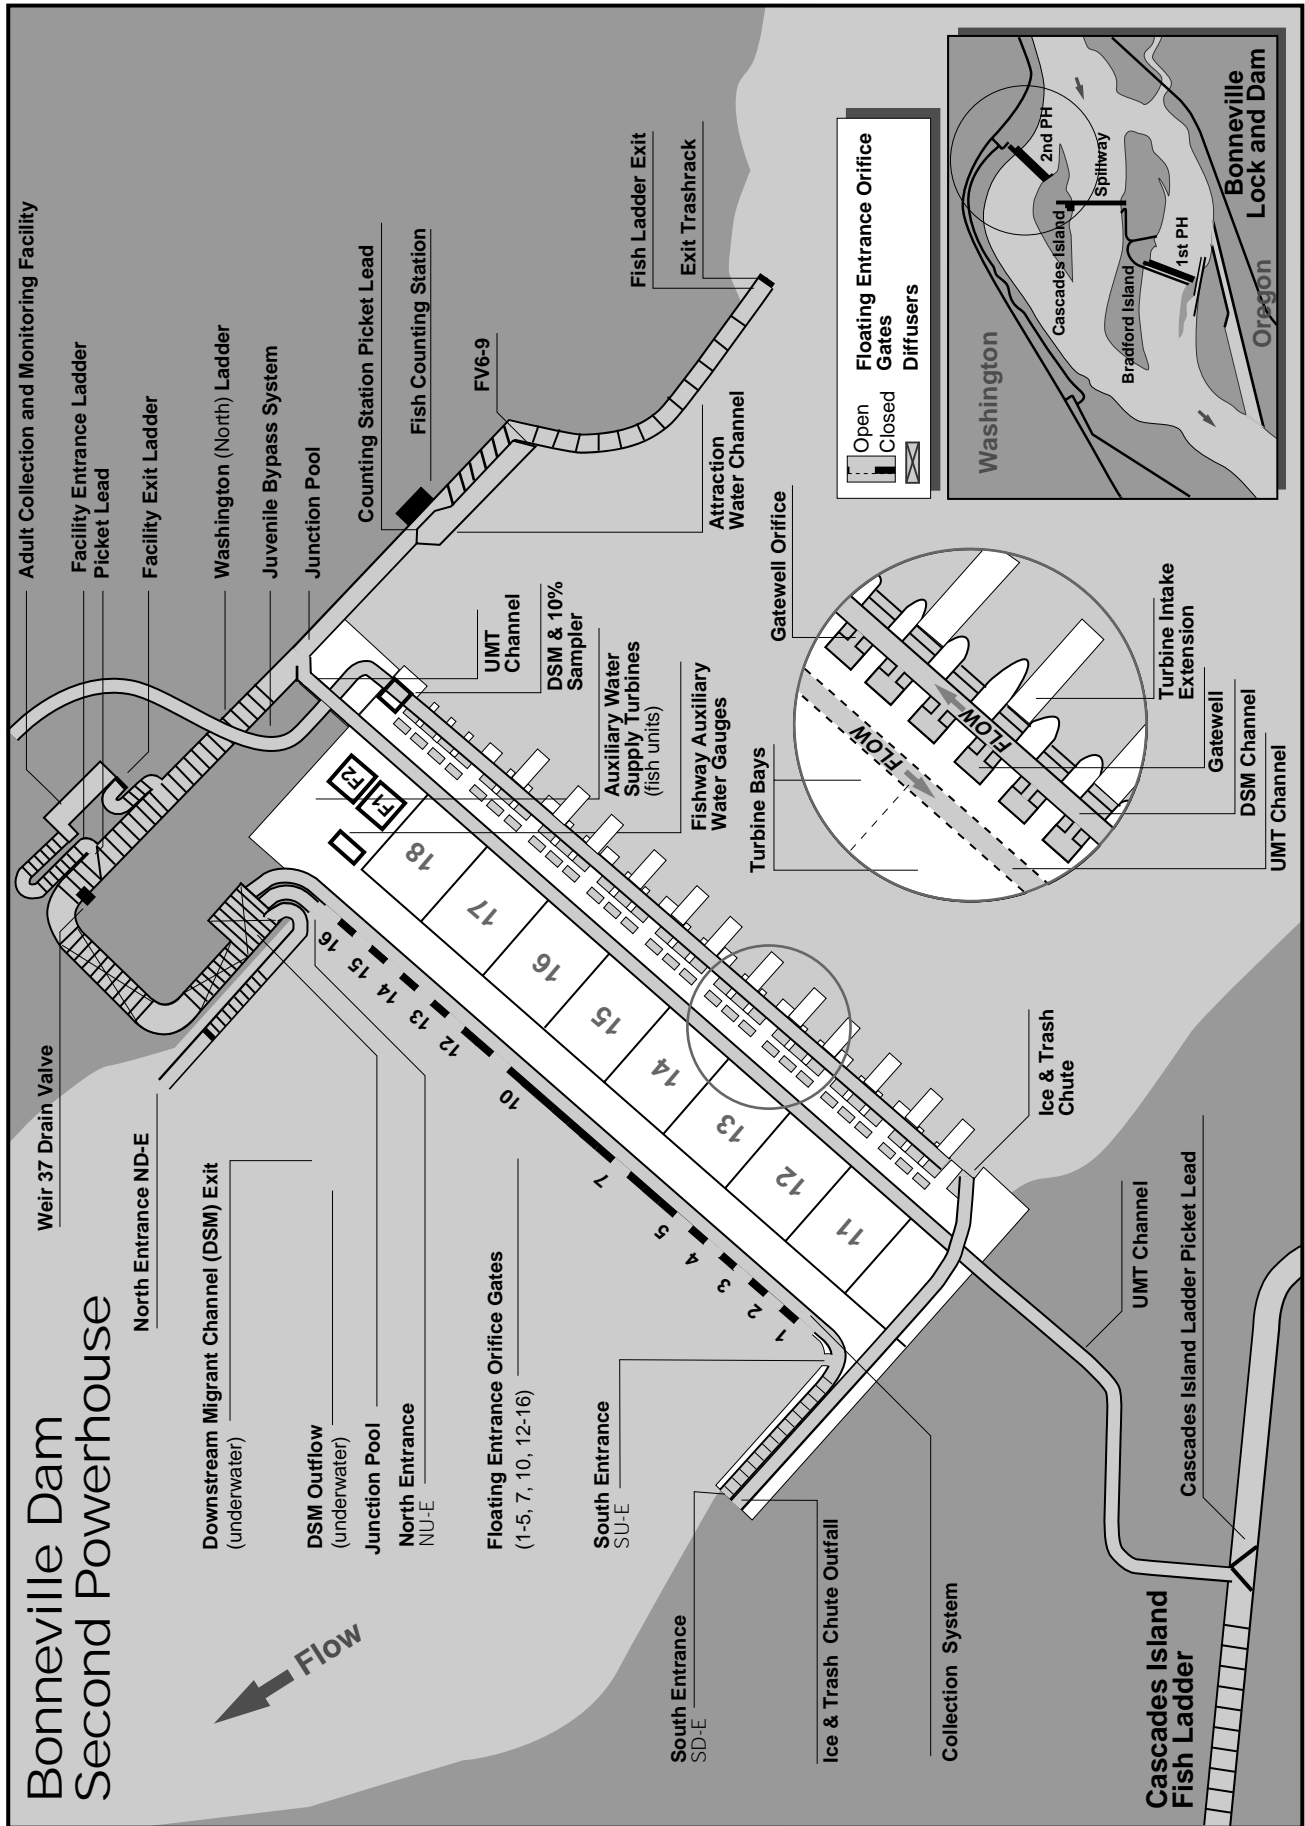 Bonneville Dam
Second Powerhouse
Flow
Weir 37 Drain Valve
North Entrance ND-E
Downstream Migrant Channel (DSM) Exit
(underwater)
DSM Outflow
(underwater)
Junction Pool
North Entrance
NU-E
Floating Entrance Orifice Gates
(1-5, 7, 10, 12-16)
South Entrance
SU-E
South Entrance
SD-E
Ice & Trash Chute Outfall
Collection System
Cascades Island
Fish Ladder
Cascades Island Ladder Picket Lead
UMT Channel
Ice & Trash
Chute
1
2
3
4
5
7
10
12
13
14
15
16
11
12
13
14
15
16
17
18
F1
F2
Adult Collection and Monitoring Facility
Facility Entrance Ladder
Picket Lead
Facility Exit Ladder
Washington (North) Ladder
Juvenile Bypass System
Junction Pool
Counting Station Picket Lead
Fish Counting Station
FV6-9
UMT
Channel
DSM & 10%
Sampler
Auxiliary Water
Supply Turbines
(fish units)
Fishway Auxiliary
Water Gauges
Fish Ladder Exit
Exit Trashrack
Attraction
Water Channel
Turbine Bays
Gatewell Orifice
FLOW
FLOW
Turbine Intake
Extension
Gatewell
DSM Channel
UMT Channel
Open
Closed
Floating Entrance Orifice
Gates
Diffusers
Washington
Cascades Island
Bradford Island
2nd PH
Spillway
1st PH
Oregon
Bonneville
Lock and Dam